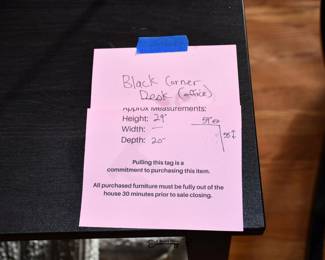 Black Corner
Desk (office)
Approx Measurements:
Height: 29"
Width: —
Depth: 20"
Pulling this tag is a
commitment to purchasing this item.
All purchased furniture must be fully out of the
house 30 minutes prior to sale closing.